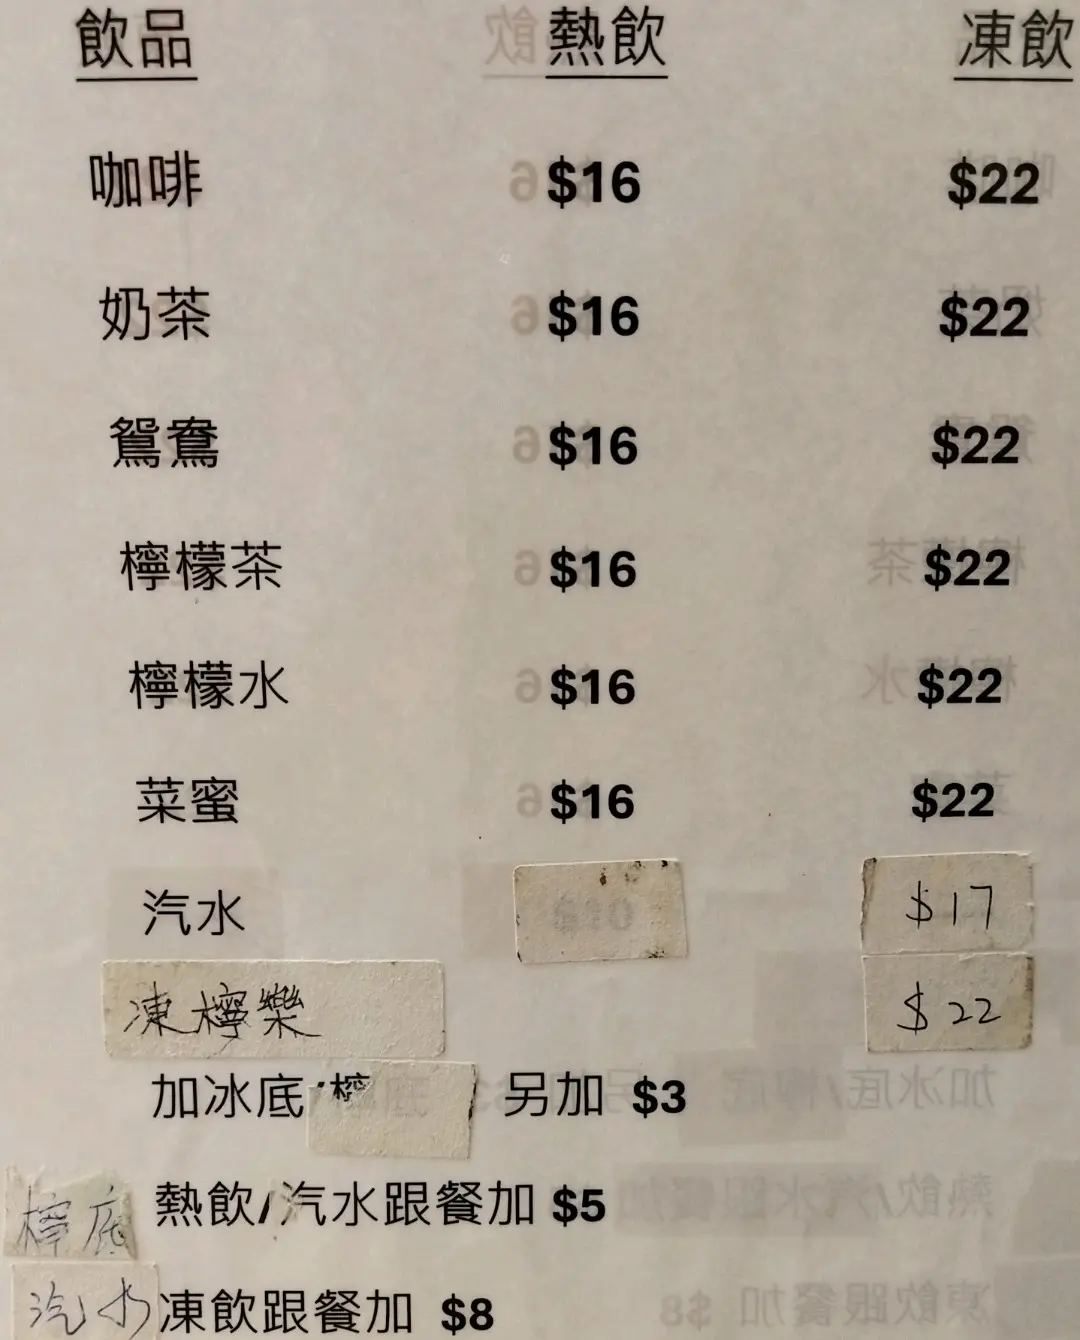 飲品 熱飲 凍飲
咖啡 $16 $22
奶茶 $16 $22
鴛鴦 $16 $22
檸檬茶 $16 $22
檸檬水 $16 $22
菜蜜 $16 $22
汽水 $17
凍檸樂 $22
加冰底/檸 另加 $3
檸底 熱飲/汽水跟餐加 $5
汽水 凍飲跟餐加 $8